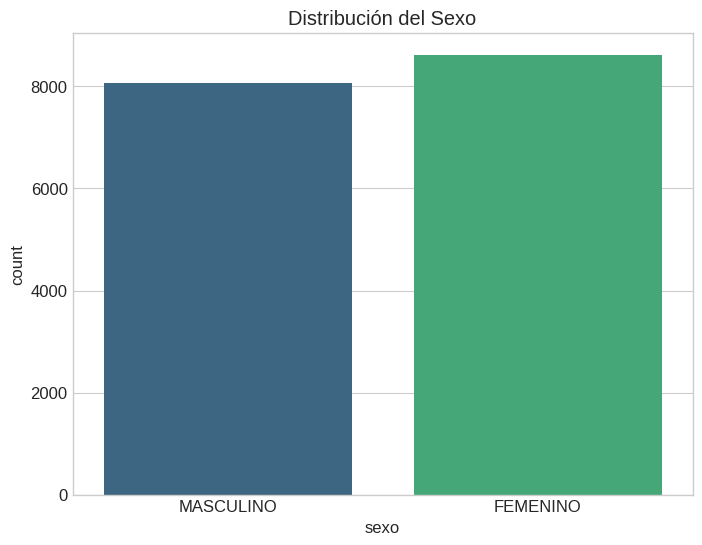 Distribución del Sexo
count
8000
6000
4000
2000
0
MASCULINO
FEMENINO
sexo